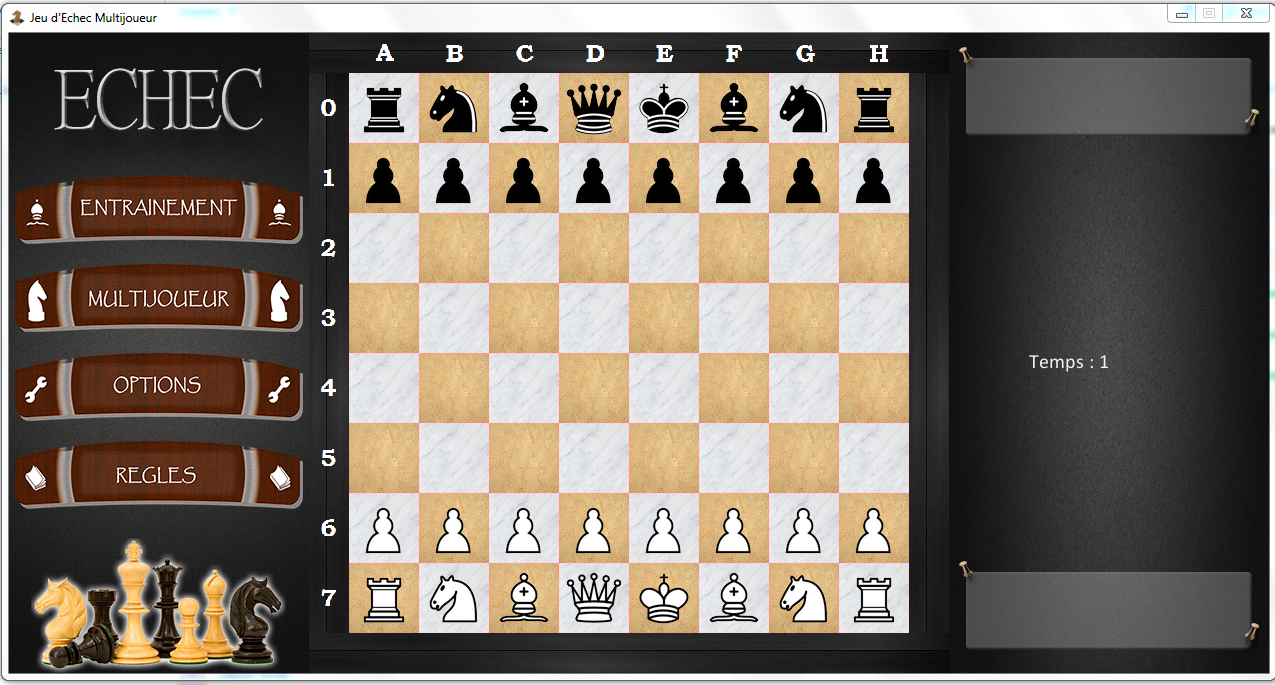 Jeu d'Echec Multijoueur
ECHEC
ENTRAINEMENT
MULTIJOUEUR
OPTIONS
REGLES
A B C D E F G H
0
1
2
3
4
5
6
7
Temps : 1